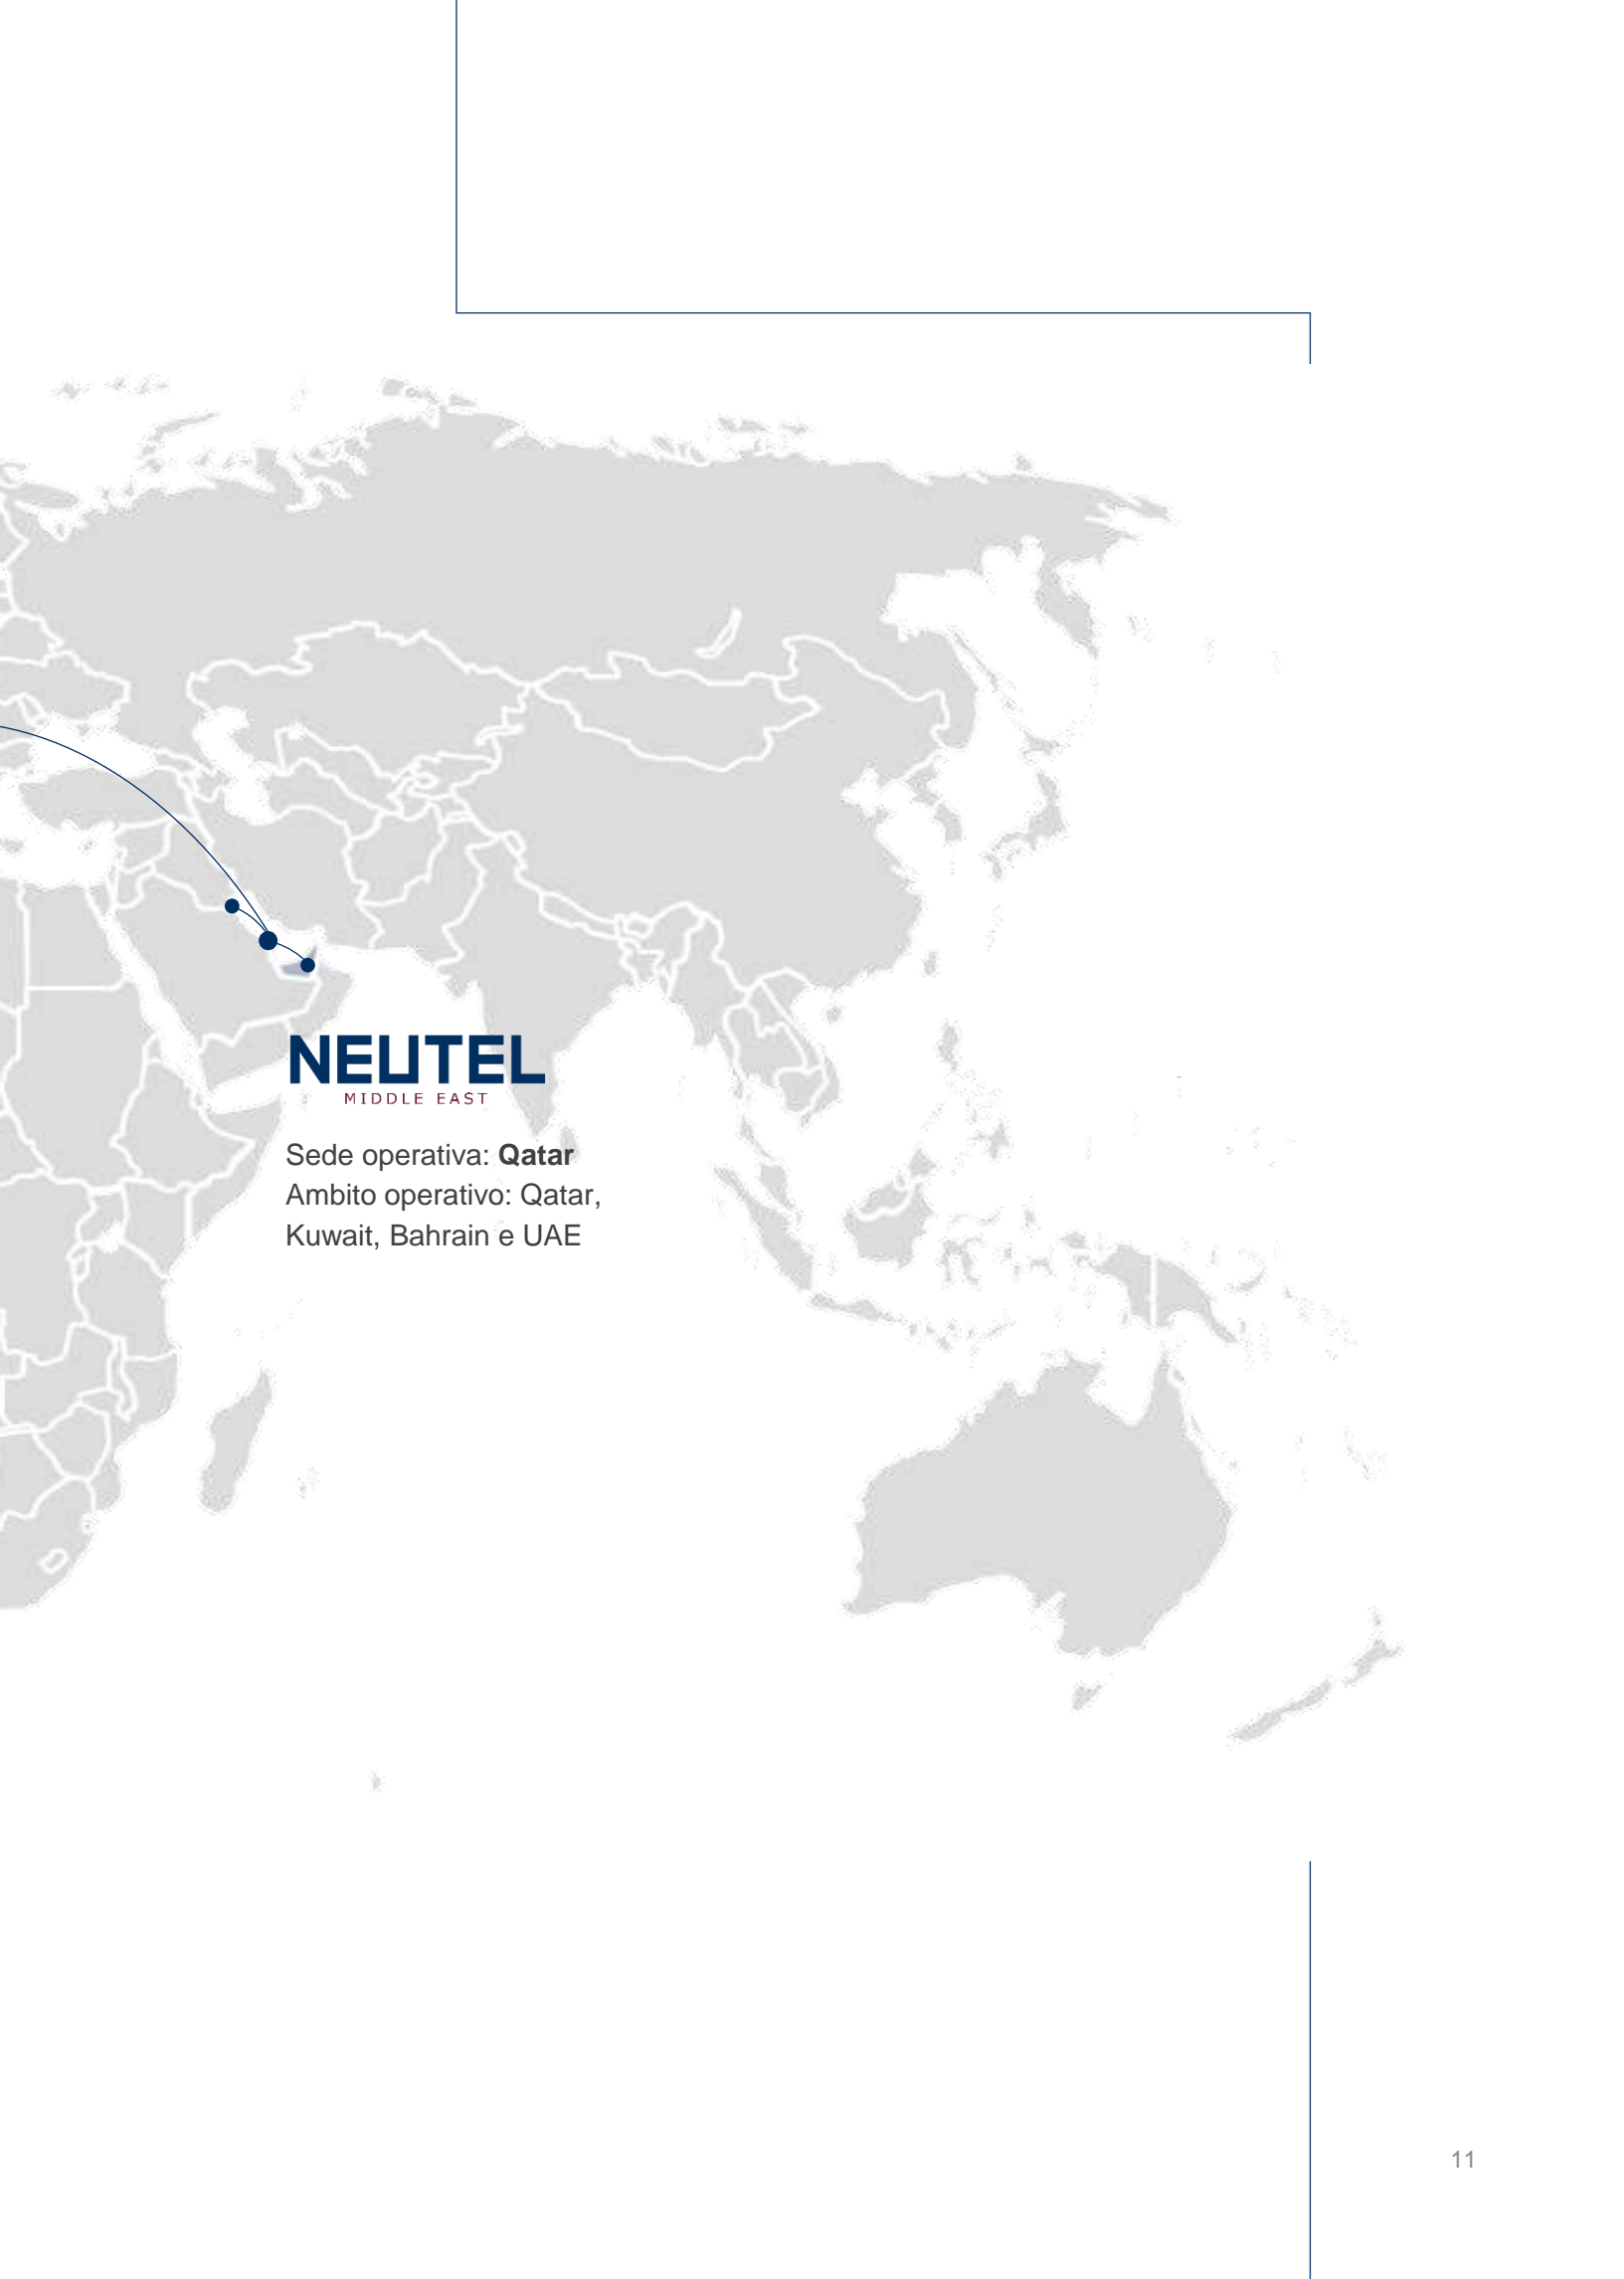 NEUTEL
MIDDLE EAST
Sede operativa: Qatar
Ambito operativo: Qatar,
Kuwait, Bahrain e UAE
11